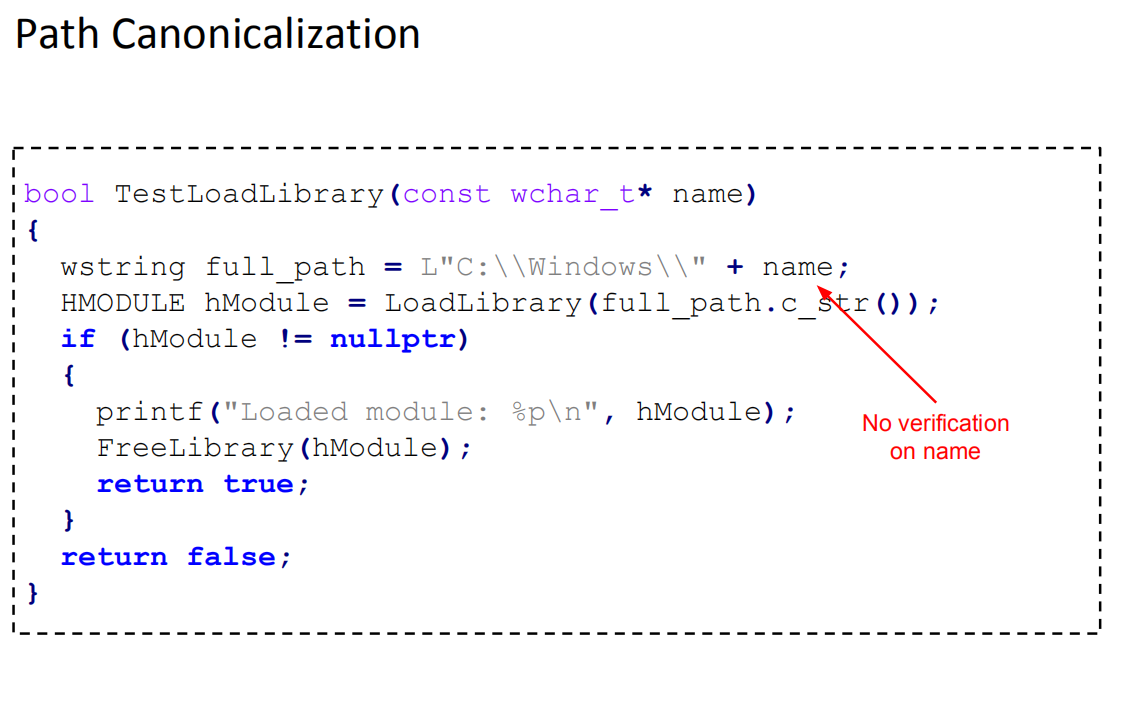 Path Canonicalization
bool TestLoadLibrary(const wchar_t* name)
{
wstring full_path = L"C:\\Windows\\" + name;
HMODULE hModule = LoadLibrary(full_path.c_str());
if (hModule != nullptr)
{
printf("Loaded module: %p\n", hModule);
FreeLibrary(hModule);
return true;
}
return false;
}
No verification
on name